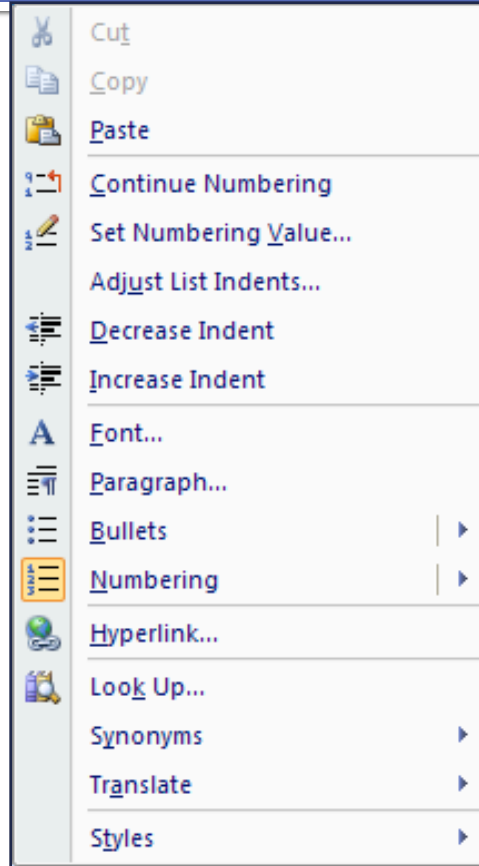 Cut
Copy
Paste
Continue Numbering
Set Numbering Value...
Adjust List Indents...
Decrease Indent
Increase Indent
Font...
Paragraph...
Bullets
Numbering
Hyperlink...
Look Up...
Synonyms
Translate
Styles